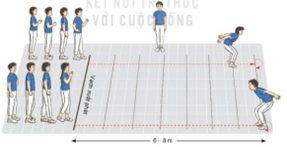 KẾT NỐI TRI THỨC
VỚI CUỘC SỐNG
Vạch xuất phát
6 - 8 m